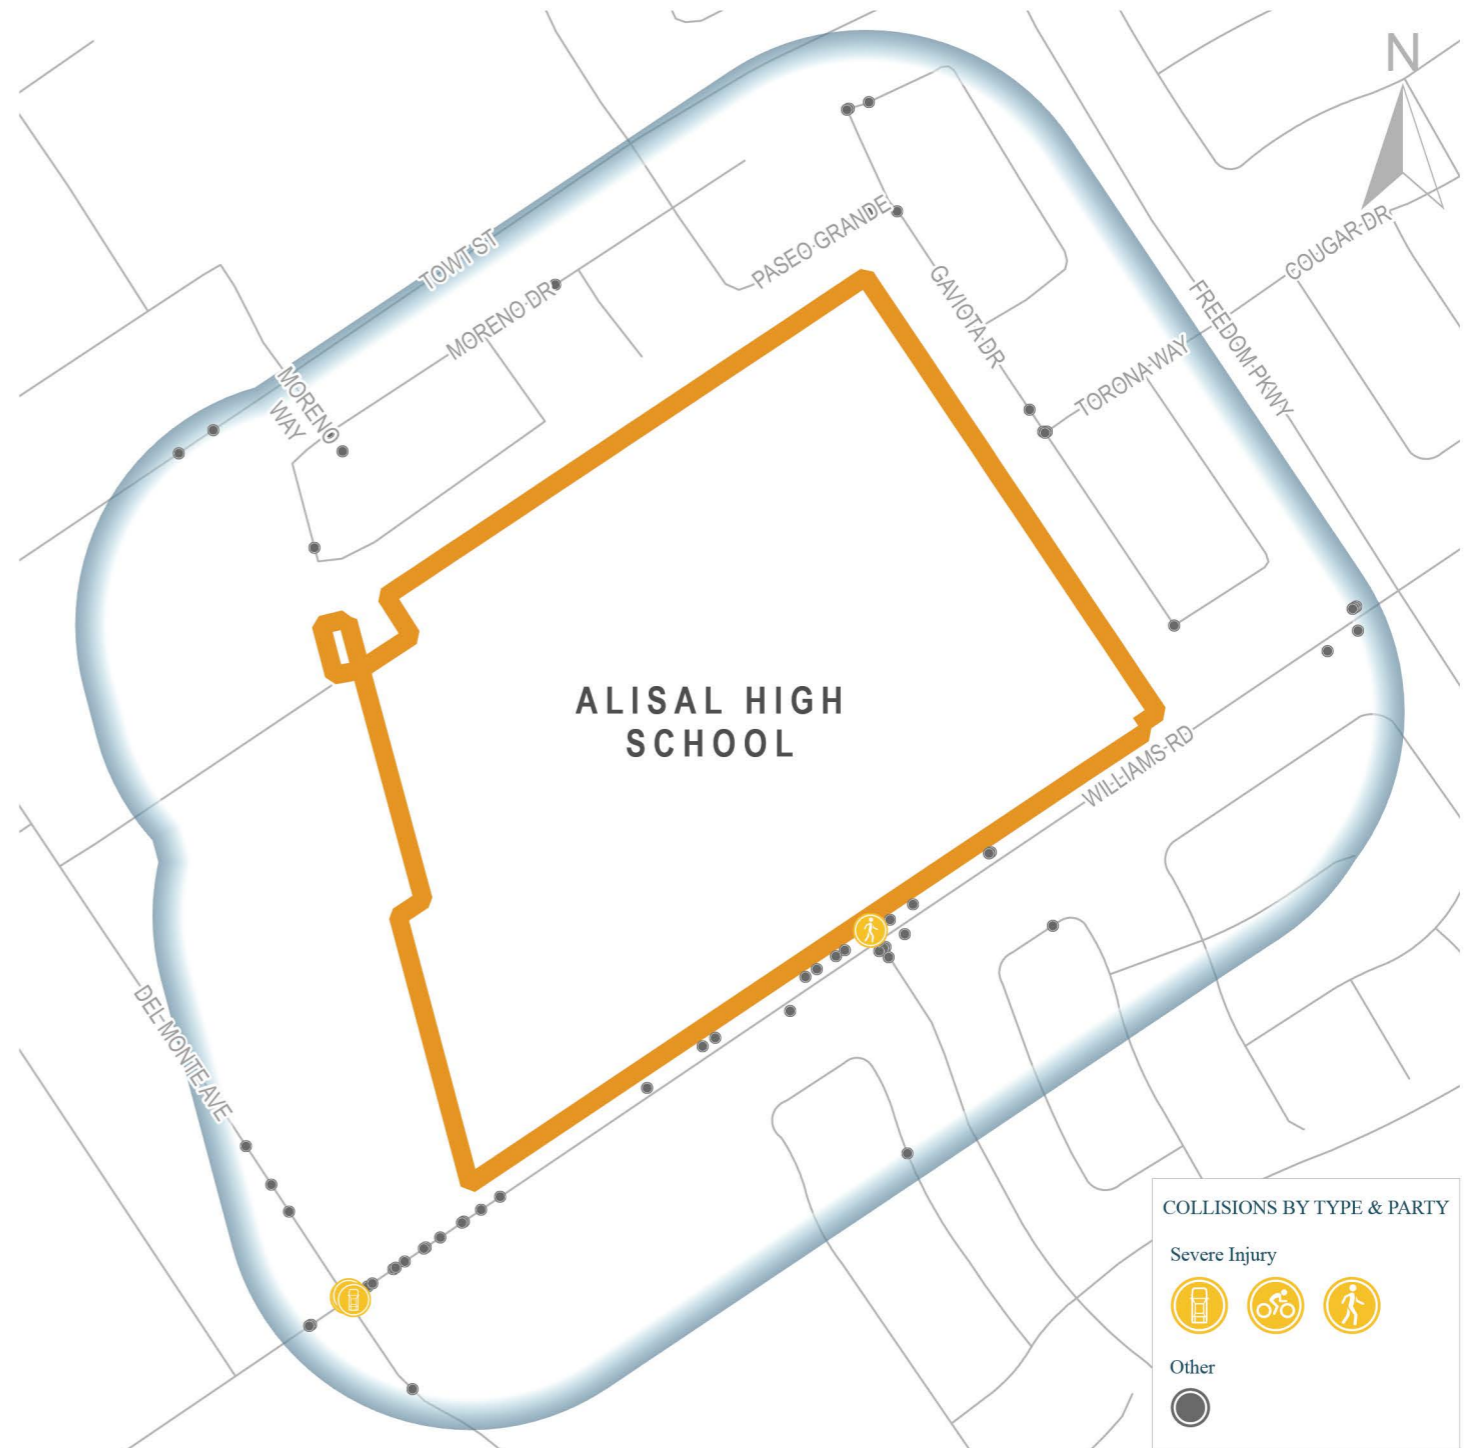 N
TOWT ST
MORENO DR
MORENO
WAY
PASEO GRANDE
GAVIOTA DR
TORONA WAY
FREEDOM PKWY
COUGAR DR
ALISAL HIGH
SCHOOL
WILLIAMS RD
DEL MONTE AVE
COLLISIONS BY TYPE & PARTY
Severe Injury
Other